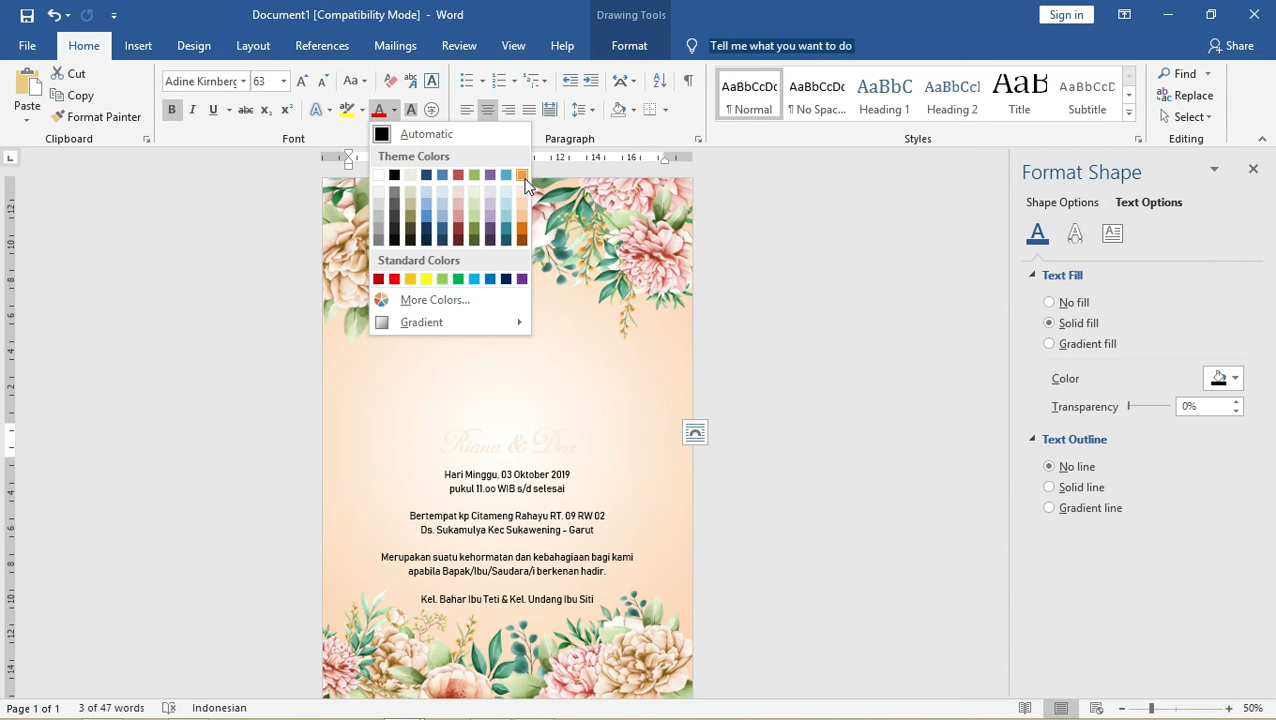 Document1 [Compatibility Mode] - Word
Drawing Tools
Sign in
File Home Insert Design Layout References Mailings Review View Help Format Tell me what you want to do Share
Paste
Cut
Copy
Format Painter
Clipboard
Adine Kirnberg 63
Font
Paragraph
AaBbCcDc AaBbCcDc AaBbC AaBbCcl AaB AaBbCcD
¶ Normal ¶ No Spac... Heading 1 Heading 2 Title Subtitle
Styles
Find
Replace
Select
Editing
Automatic
Theme Colors
Standard Colors
More Colors...
Gradient
12 14 16
Riana & Devi
Hari Minggu, 03 Oktober 2019
pukul 11.oo WIB s/d selesai
Bertempat kp Citameng Rahayu RT. 09 RW 02
Ds. Sukamulya Kec Sukawening - Garut
Merupakan suatu kehormatan dan kebahagiaan bagi kami
apabila Bapak/Ibu/Saudara/i berkenan hadir.
Kel. Bahar Ibu Teti & Kel. Undang Ibu Siti
Format Shape
Shape Options Text Options
Text Fill
No fill
Solid fill
Gradient fill
Color
Transparency 0%
Text Outline
No line
Solid line
Gradient line
Page 1 of 1 3 of 47 words Indonesian 50%